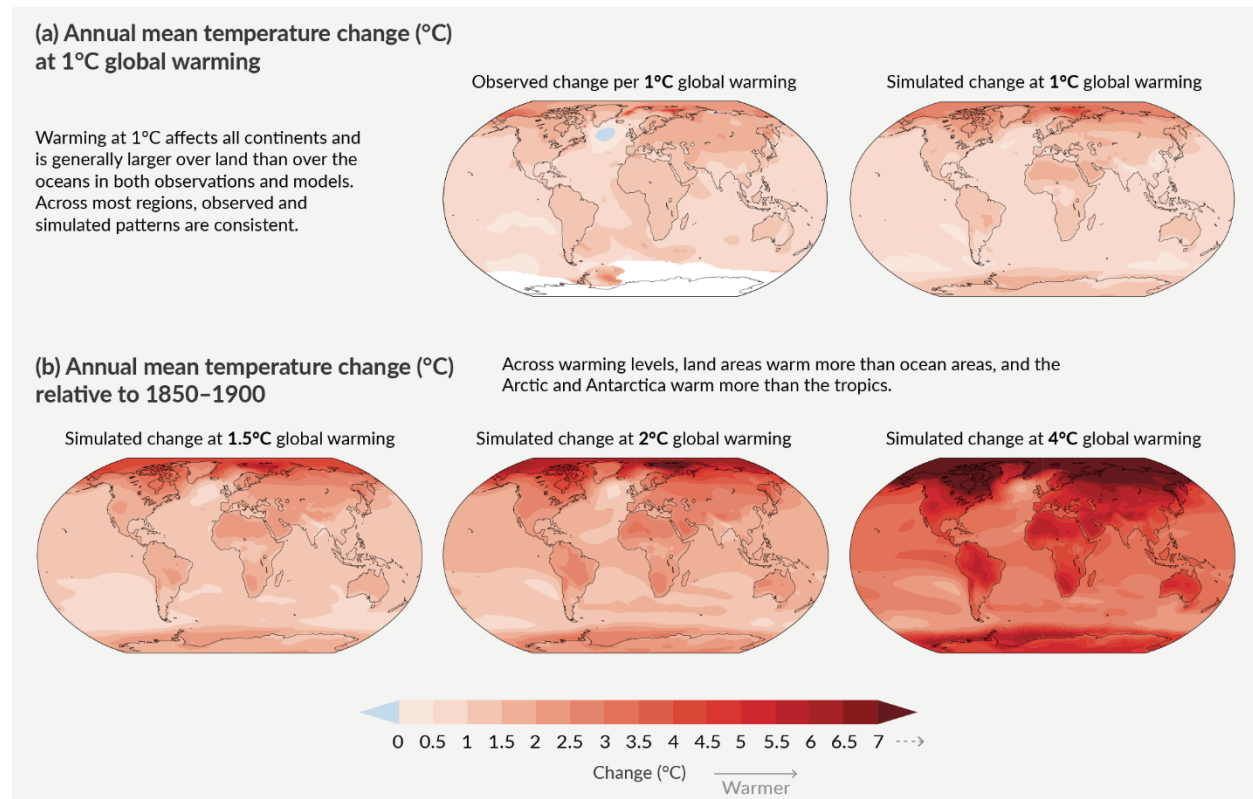 (a) Annual mean temperature change (°C)
at 1°C global warming
Observed change per 1°C global warming
Simulated change at 1°C global warming
Warming at 1°C affects all continents and
is generally larger over land than over the
oceans in both observations and models.
Across most regions, observed and
simulated patterns are consistent.
(b) Annual mean temperature change (°C)
relative to 1850–1900
Across warming levels, land areas warm more than ocean areas, and the
Arctic and Antarctica warm more than the tropics.
Simulated change at 1.5°C global warming
Simulated change at 2°C global warming
Simulated change at 4°C global warming
0 0.5 1 1.5 2 2.5 3 3.5 4 4.5 5 5.5 6 6.5 7
Change (°C)
Warmer